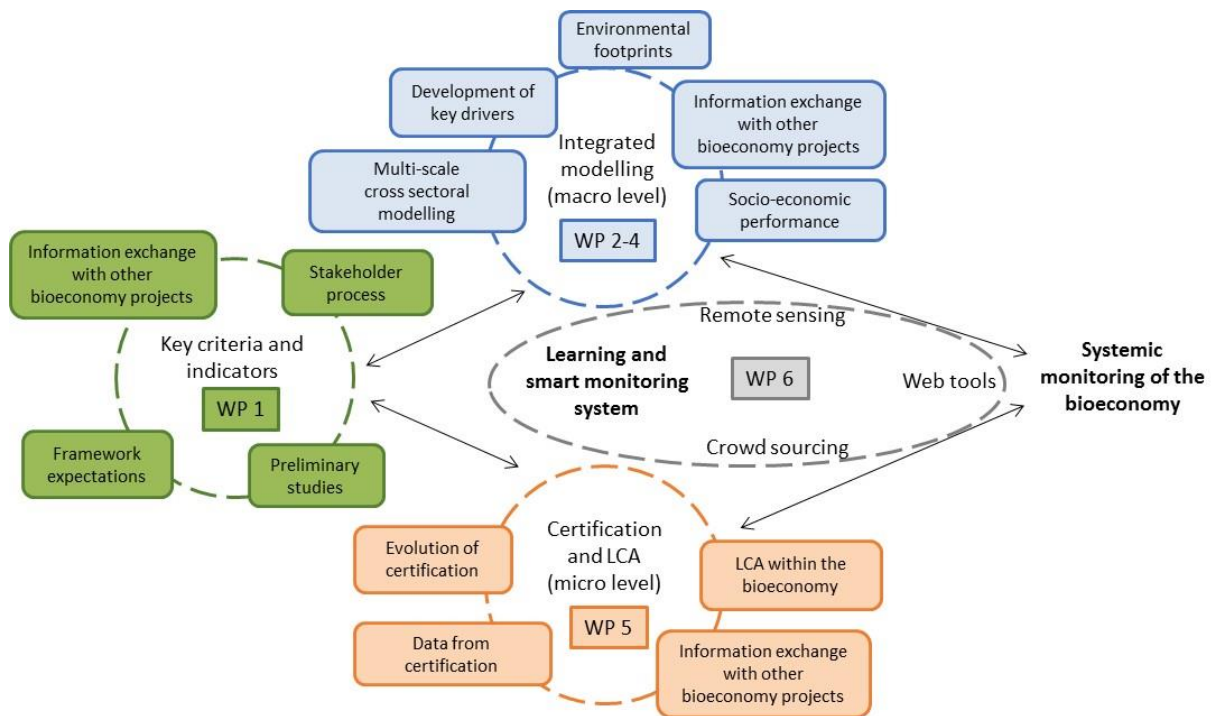 Environmental
footprints
Development of
key drivers
Information exchange
with other
bioeconomy projects
Integrated
modelling
(macro level)
Multi-scale
cross sectoral
modelling
Socio-economic
performance
WP 2-4
Information exchange
with other
bioeconomy projects
Stakeholder
process
Key criteria and
indicators
WP 1
Framework
expectations
Preliminary
studies
Remote sensing
Learning and
smart monitoring
system
WP 6
Web tools
Crowd sourcing
Systemic
monitoring of the
bioeconomy
Evolution of
certification
Certification
and LCA
(micro level)
LCA within the
bioeconomy
WP 5
Data from
certification
Information exchange
with other
bioeconomy projects